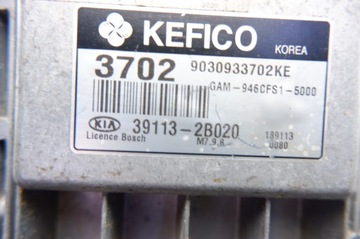 KEFICO
KOREA
3702 9030933702KE
GAM-946CFS1-5000
KIA 39113-2B020
Licence Bosch M7.9.8 189113
0080